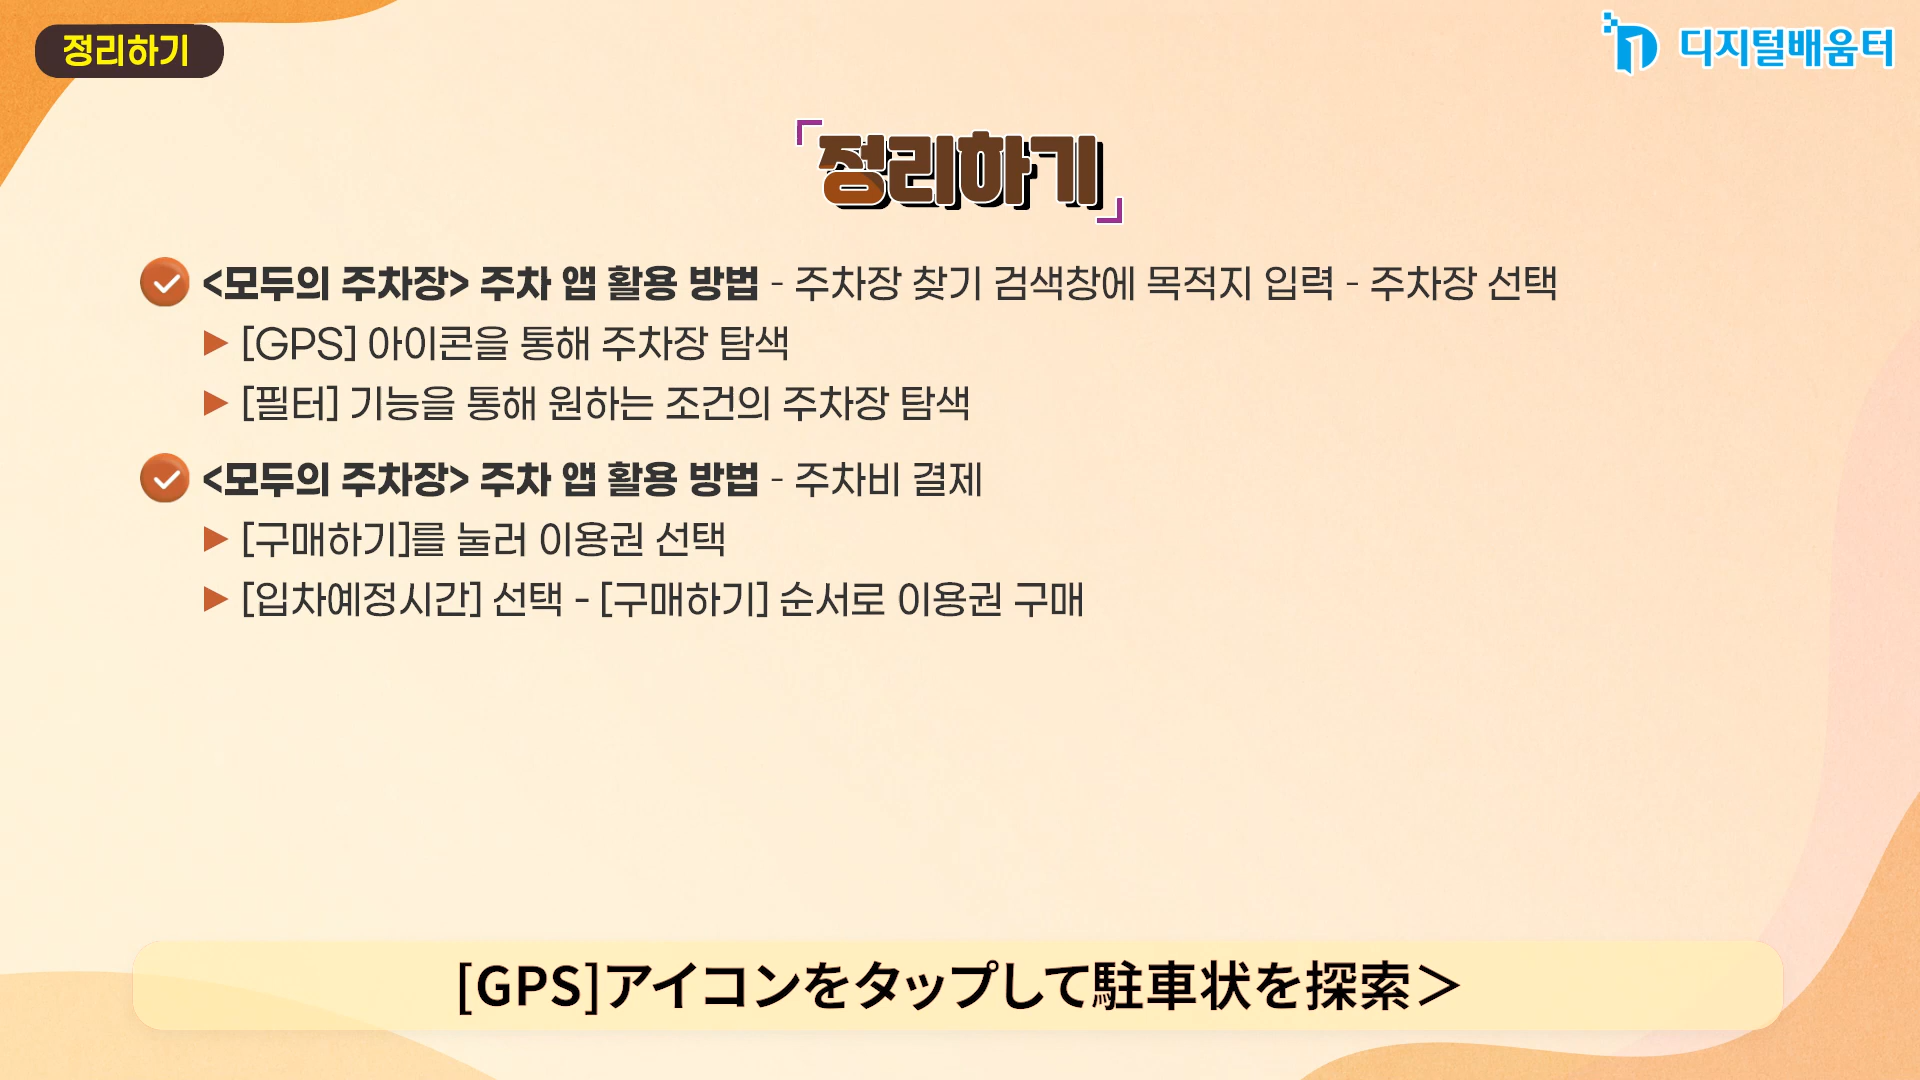 정리하기
디지털배움터
정리하기
<모두의 주차장> 주차 앱 활용 방법 - 주차장 찾기 검색창에 목적지 입력 - 주차장 선택
▶ [GPS] 아이콘을 통해 주차장 탐색
▶ [필터] 기능을 통해 원하는 조건의 주차장 탐색
<모두의 주차장> 주차 앱 활용 방법 - 주차비 결제
▶ [구매하기]를 눌러 이용권 선택
▶ [입차예정시간] 선택 - [구매하기] 순서로 이용권 구매
[GPS]アイコンをタップして駐車状を探索＞